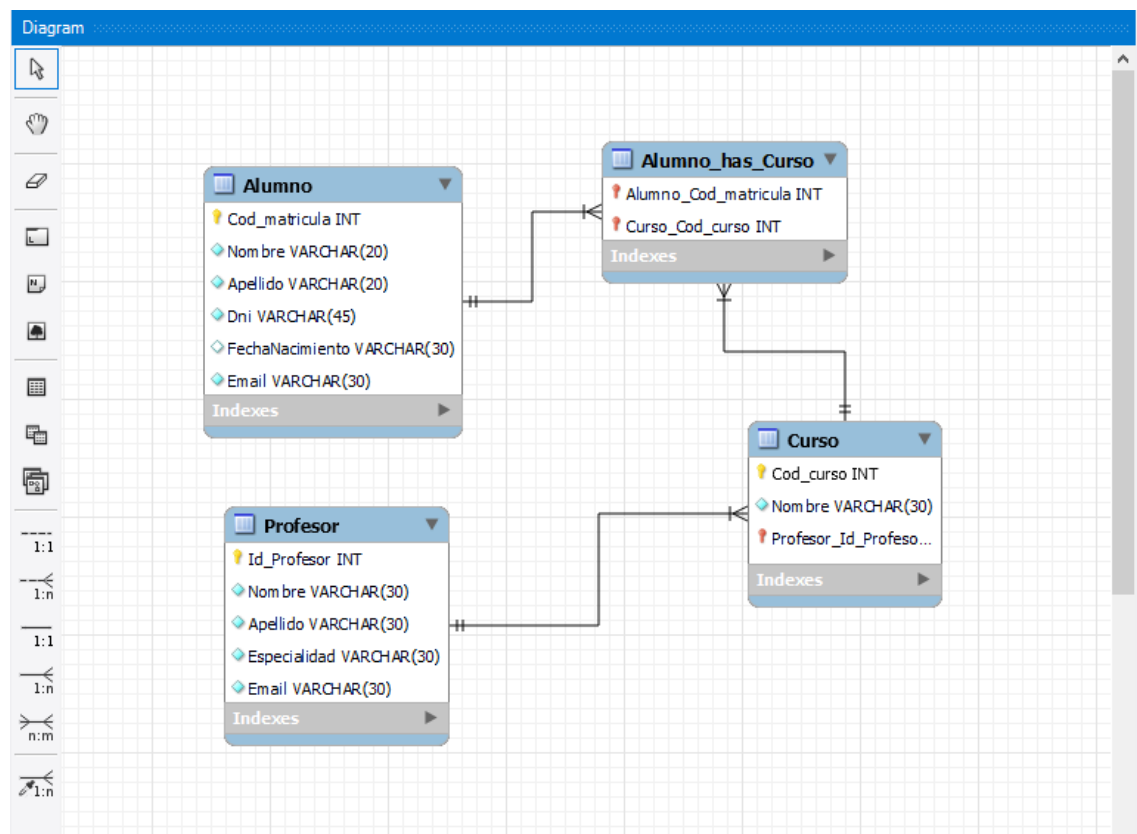 Diagram
Alumno
Cod_matricula INT
Nombre VARCHAR(20)
Apellido VARCHAR(20)
Dni VARCHAR(45)
FechaNacimiento VARCHAR(30)
Email VARCHAR(30)
Indexes
Alumno_has_Curso
Alumno_Cod_matricula INT
Curso_Cod_curso INT
Indexes
Curso
Cod_curso INT
Nombre VARCHAR(30)
Profesor_Id_Profeso...
Indexes
Profesor
Id_Profesor INT
Nombre VARCHAR(30)
Apellido VARCHAR(30)
Especialidad VARCHAR(30)
Email VARCHAR(30)
Indexes
1:1
1:n
1:1
1:n
n:m
1:n